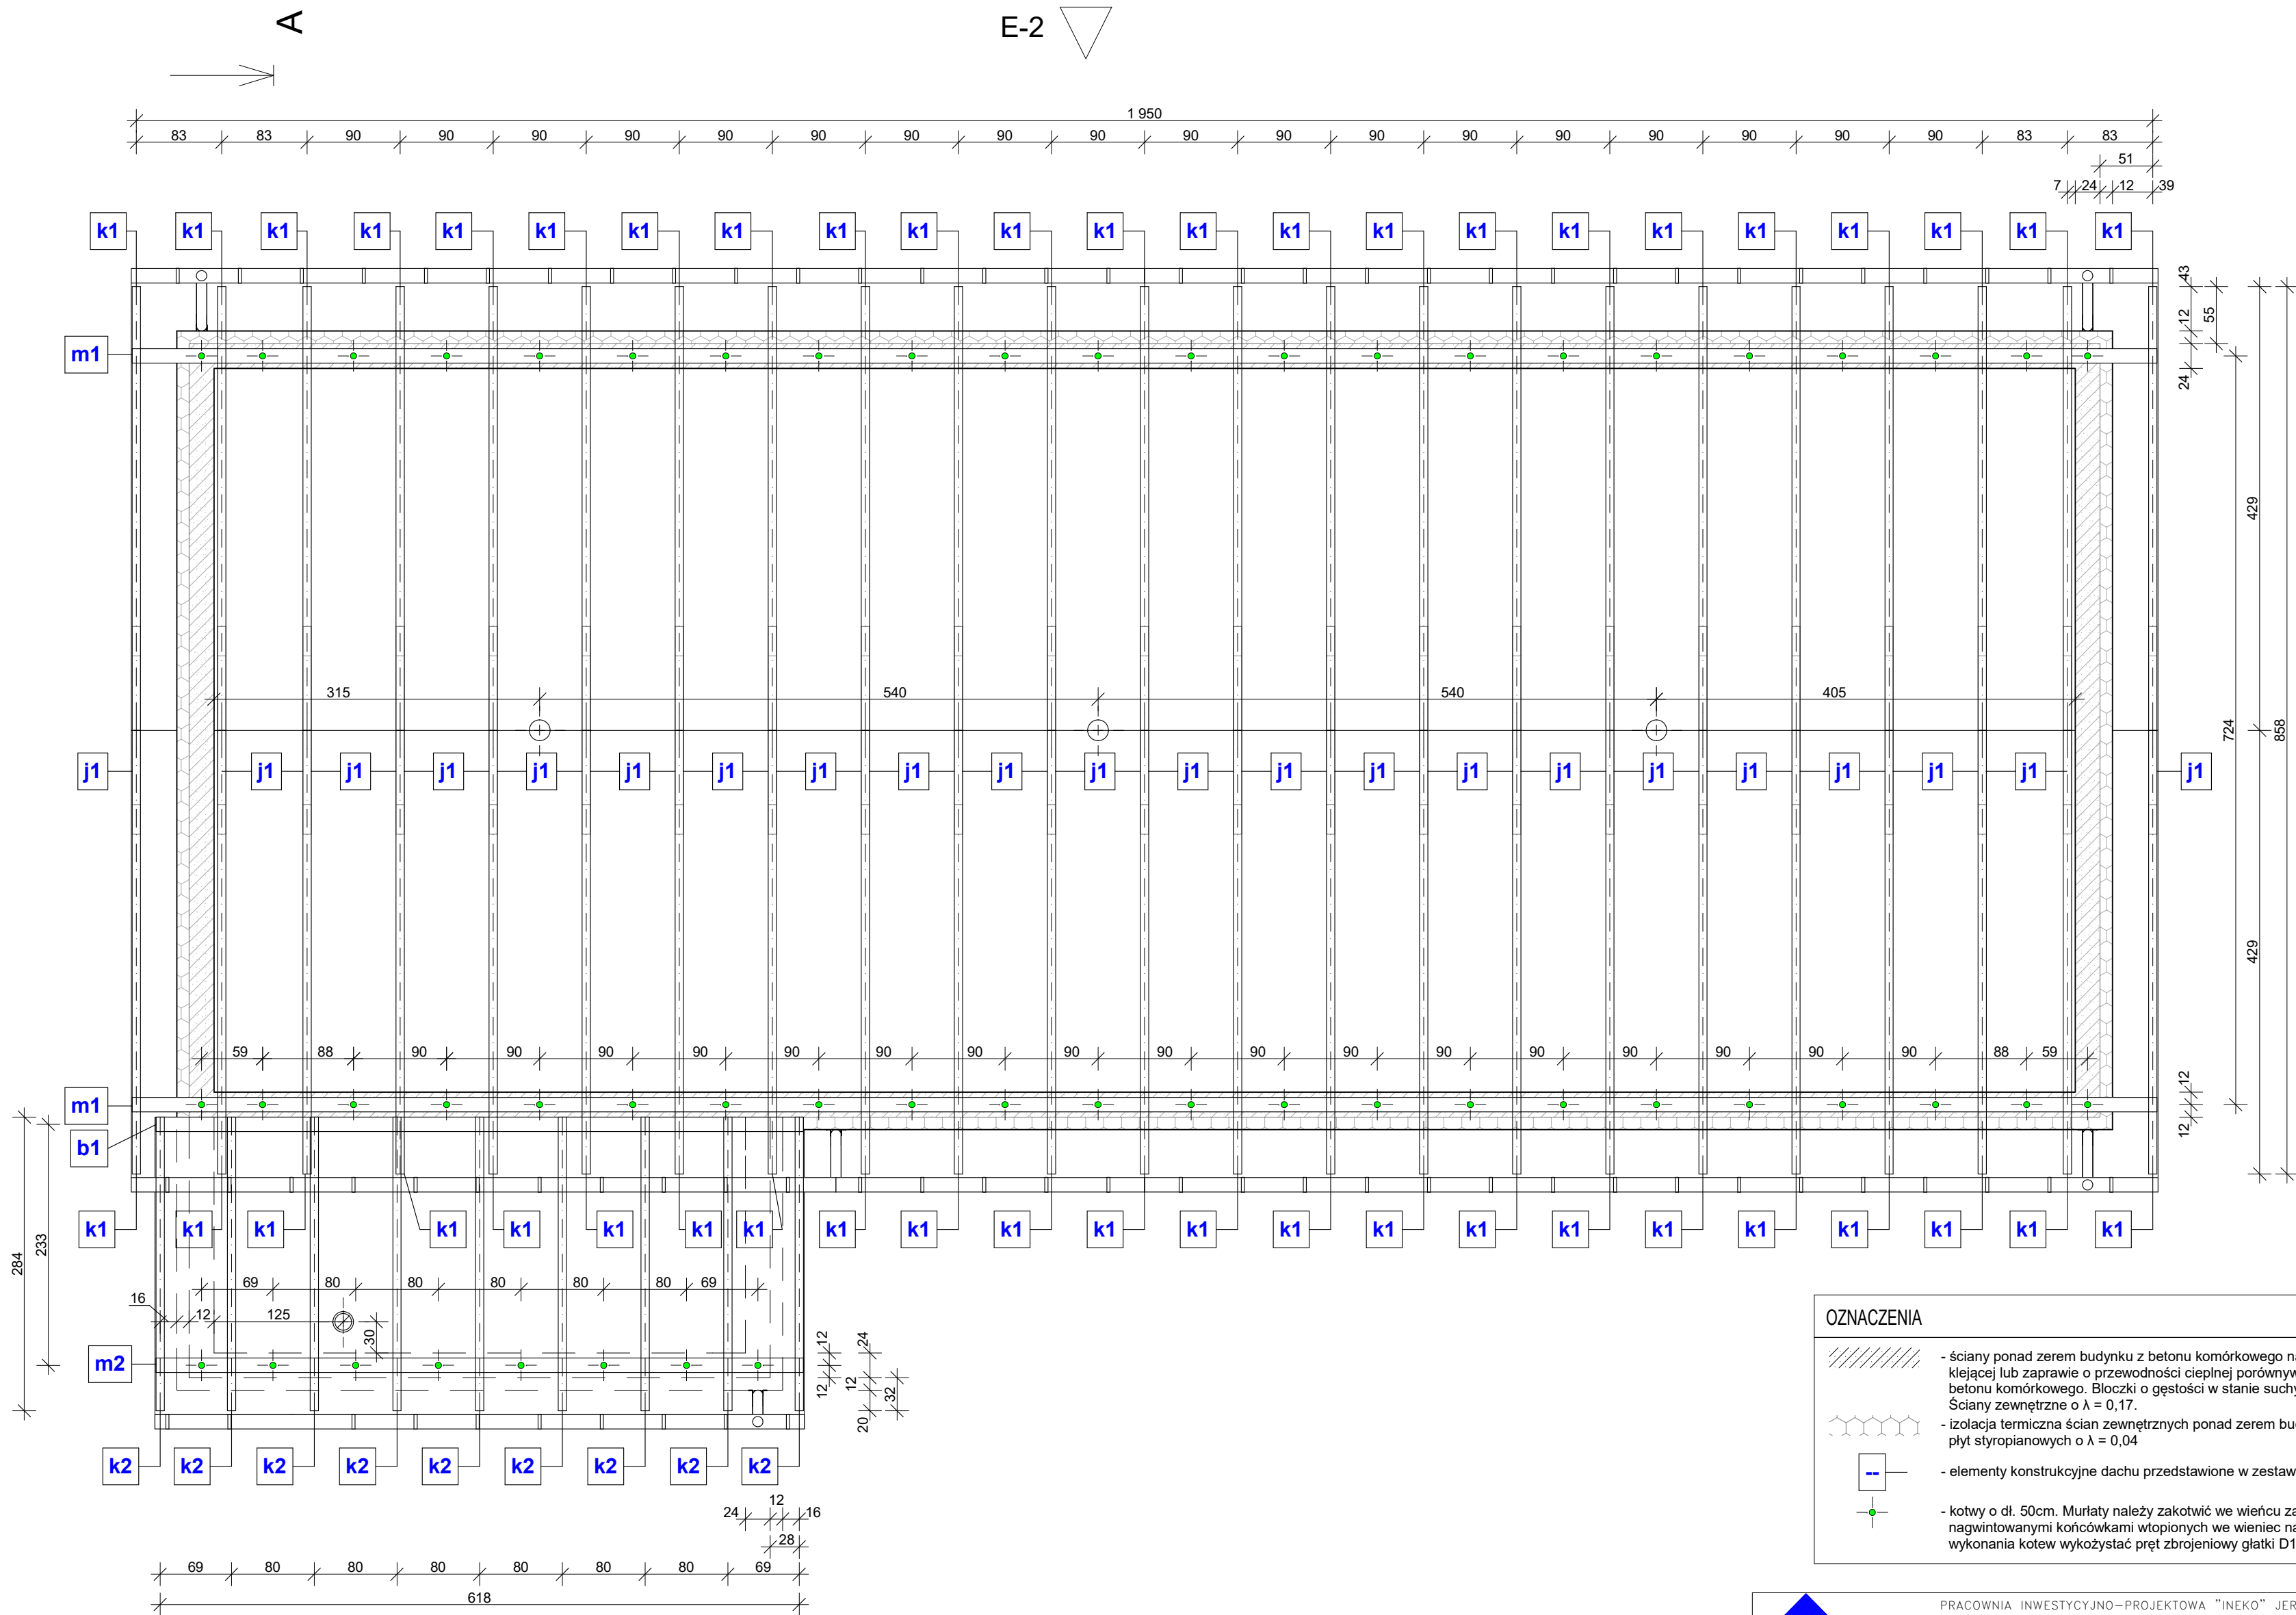 A
E-2
1 950
83 83 90 90 90 90 90 90 90 90 90 90 90 90 90 90 90 90 90 90 83 83
51
7 24 12 39
k1 k1 k1 k1 k1 k1 k1 k1 k1 k1 k1 k1 k1 k1 k1 k1 k1 k1 k1 k1 k1 k1 k1
43
12
55
24
m1
429
315 540 540 405
724
858
j1 j1 j1 j1 j1 j1 j1 j1 j1 j1 j1 j1 j1 j1 j1 j1 j1 j1 j1 j1 j1 j1
429
59 88 90 90 90 90 90 90 90 90 90 90 90 90 90 90 90 90 90 88 59
12
m1
12
b1
k1 k1 k1 k1 k1 k1 k1 k1 k1 k1 k1 k1 k1 k1 k1 k1 k1 k1 k1 k1 k1 k1 k1
233
284
69 80 80 80 80 80 69
16
12 125
30
m2
12
24
12
12
32
20
k2 k2 k2 k2 k2 k2 k2 k2 k2
12
24 16
28
69 80 80 80 80 80 80 69
618
OZNACZENIA
- ściany ponad zerem budynku z betonu komórkowego
klejącej lub zaprawie o przewodności cieplnej
betonu komórkowego. Bloczki o gęstości w stanie
Ściany zewnętrzne o λ = 0,17.
- izolacja termiczna ścian zewnętrznych ponad zerem
płyt styropianowych o λ = 0,04
--
- elementy konstrukcyjne dachu przedstawione w
- kotwy o dł. 50cm. Murłaty należy zakotwić we wieńcu
nagwintowanymi końcówkami wtopionych we wieniec
wykonania kotew wykożystać pręt zbrojeniowy głatki
PRACOWNIA INWESTYCYJNO-PROJEKTOWA "INEKO"